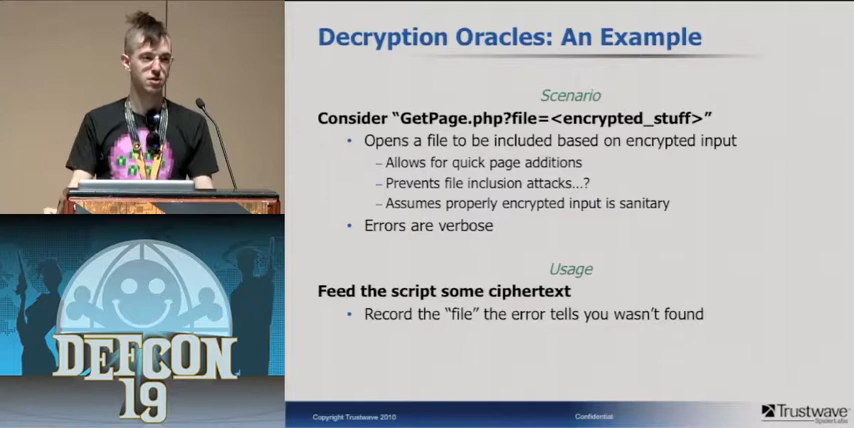 Decryption Oracles: An Example
Scenario
Consider “GetPage.php?file=<encrypted_stuff>”
• Opens a file to be included based on encrypted input
– Allows for quick page additions
– Prevents file inclusion attacks…?
– Assumes properly encrypted input is sanitary
• Errors are verbose
Usage
Feed the script some ciphertext
• Record the “file” the error tells you wasn’t found
DEFCON
19
Copyright Trustwave 2010
Confidential
Trustwave
SpiderLabs